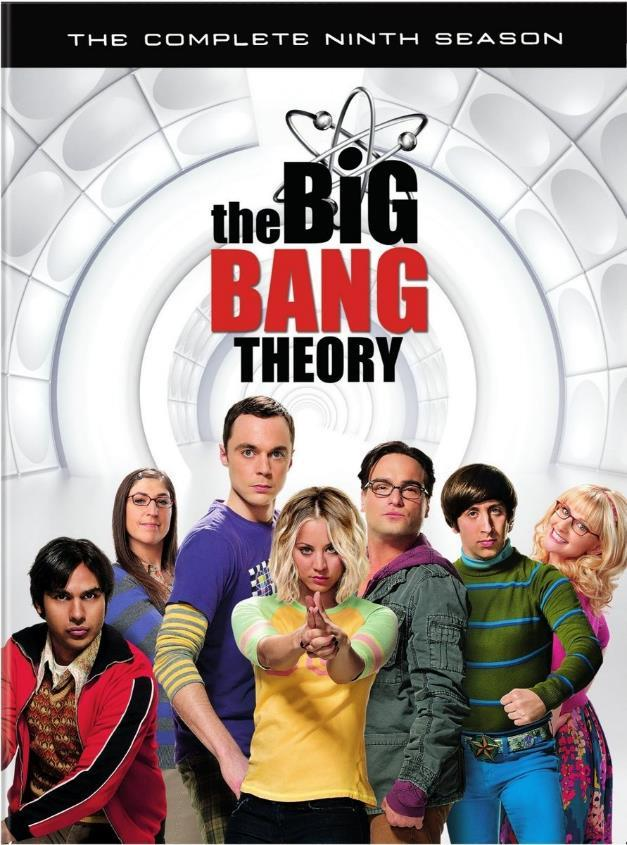 THE COMPLETE NINTH SEASON
the BiG
BANG
THEORY